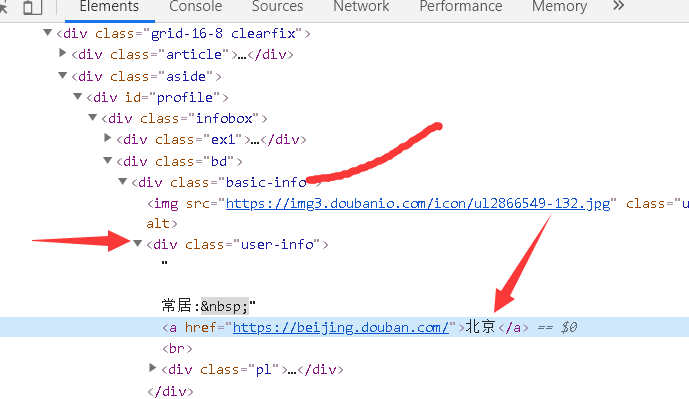 Elements Console Sources Network Performance Memory »
<div class="grid-16-8 clearfix">
<div class="article">…</div>
<div class="aside">
<div id="profile">
<div class="infobox">
<div class="ex1">…</div>
<div class="bd">
<div class="basic-info">
<img src="https://img3.doubanio.com/icon/ul2866549-132.jpg" class="u
alt>
<div class="user-info">
"
常居:&nbsp;"
<a href="https://beijing.douban.com/">北京</a> == $0
<br>
<div class="pl">…</div>
</div>